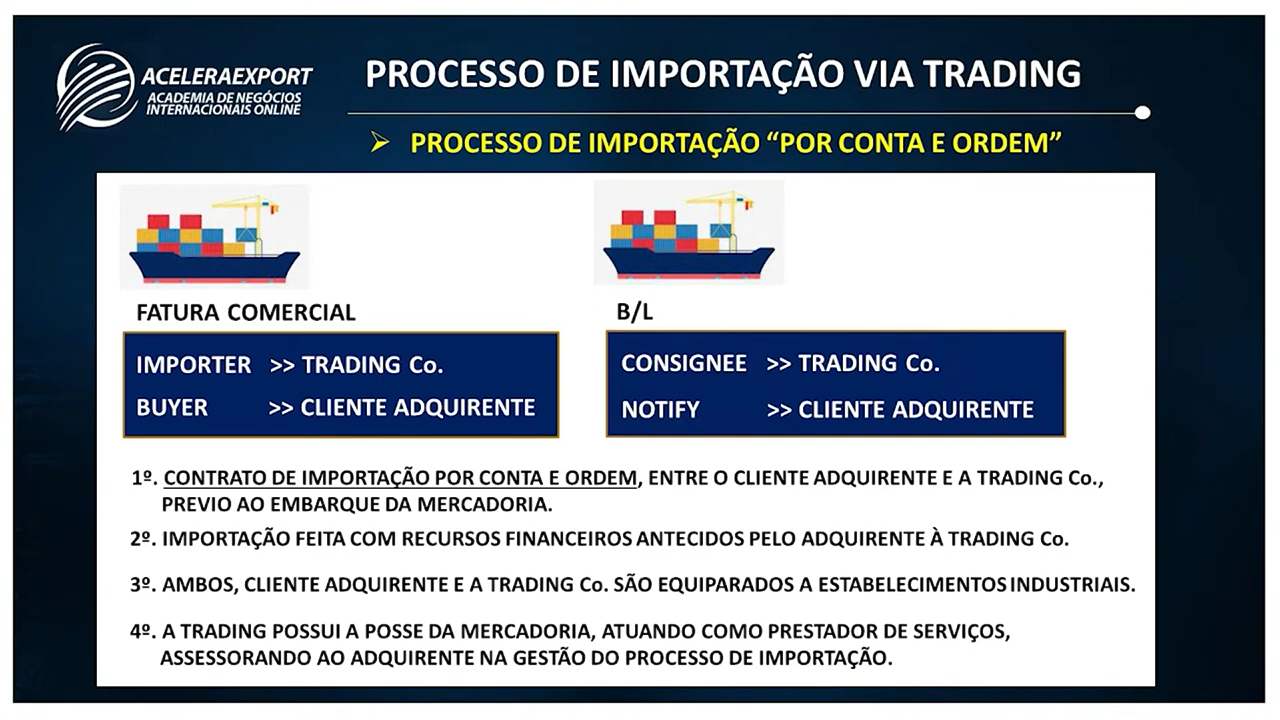 ACELERAEXPORT
ACADEMIA DE NEGÓCIOS
INTERNACIONAIS ONLINE
PROCESSO DE IMPORTAÇÃO VIA TRADING
➢ PROCESSO DE IMPORTAÇÃO “POR CONTA E ORDEM”
FATURA COMERCIAL
IMPORTER >> TRADING Co.
BUYER >> CLIENTE ADQUIRENTE
B/L
CONSIGNEE >> TRADING Co.
NOTIFY >> CLIENTE ADQUIRENTE
1º. CONTRATO DE IMPORTAÇÃO POR CONTA E ORDEM, ENTRE O CLIENTE ADQUIRENTE E A TRADING Co.,
PREVIO AO EMBARQUE DA MERCADORIA.
2º. IMPORTAÇÃO FEITA COM RECURSOS FINANCEIROS ANTECIDOS PELO ADQUIRENTE À TRADING Co.
3º. AMBOS, CLIENTE ADQUIRENTE E A TRADING Co. SÃO EQUIPARADOS A ESTABELECIMENTOS INDUSTRIAIS.
4º. A TRADING POSSUI A POSSE DA MERCADORIA, ATUANDO COMO PRESTADOR DE SERVIÇOS,
ASSESSORANDO AO ADQUIRENTE NA GESTÃO DO PROCESSO DE IMPORTAÇÃO.